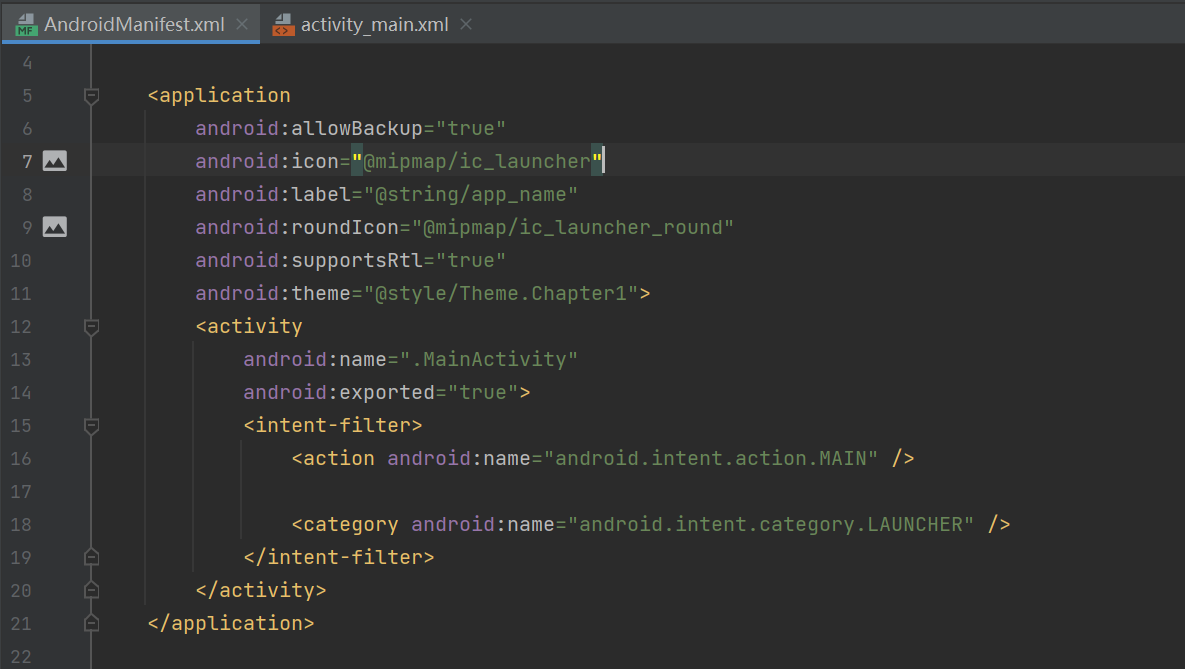 AndroidManifest.xml activity_main.xml
4
5 <application
6 android:allowBackup="true"
7 android:icon="@mipmap/ic_launcher"
8 android:label="@string/app_name"
9 android:roundIcon="@mipmap/ic_launcher_round"
10 android:supportsRtl="true"
11 android:theme="@style/Theme.Chapter1">
12 <activity
13 android:name=".MainActivity"
14 android:exported="true">
15 <intent-filter>
16 <action android:name="android.intent.action.MAIN" />
17
18 <category android:name="android.intent.category.LAUNCHER" />
19 </intent-filter>
20 </activity>
21 </application>
22